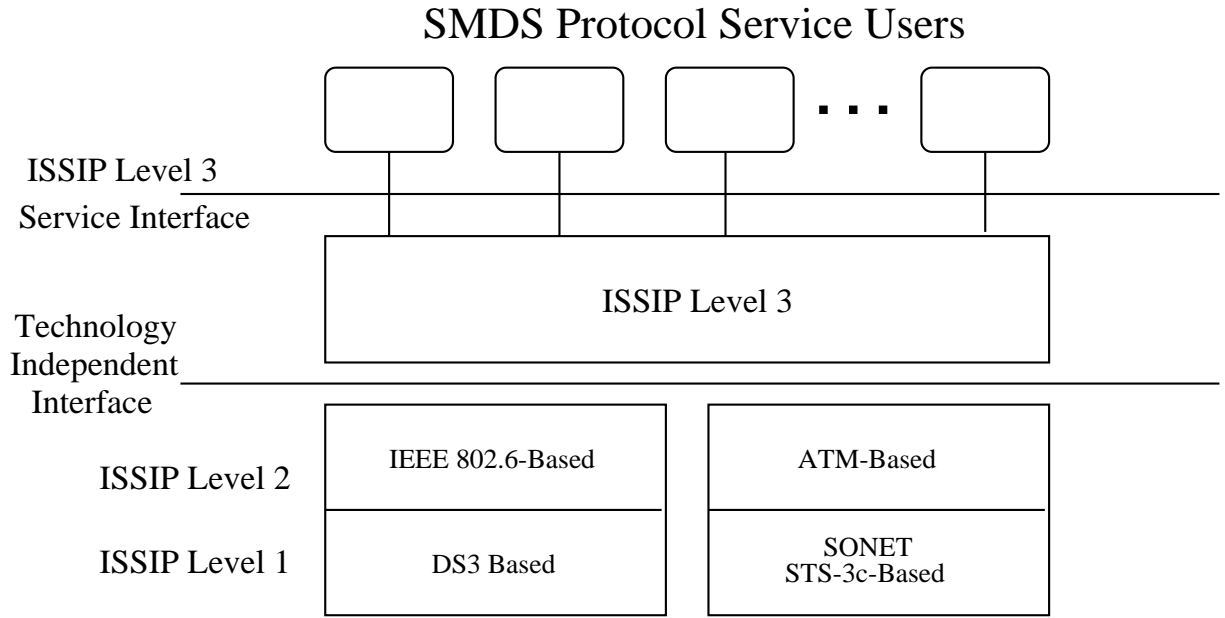 SMDS Protocol Service Users
. . .
ISSIP Level 3
Service Interface
ISSIP Level 3
Technology
Independent
Interface
IEEE 802.6-Based
ATM-Based
ISSIP Level 2
ISSIP Level 1
DS3 Based
SONET
STS-3c-Based